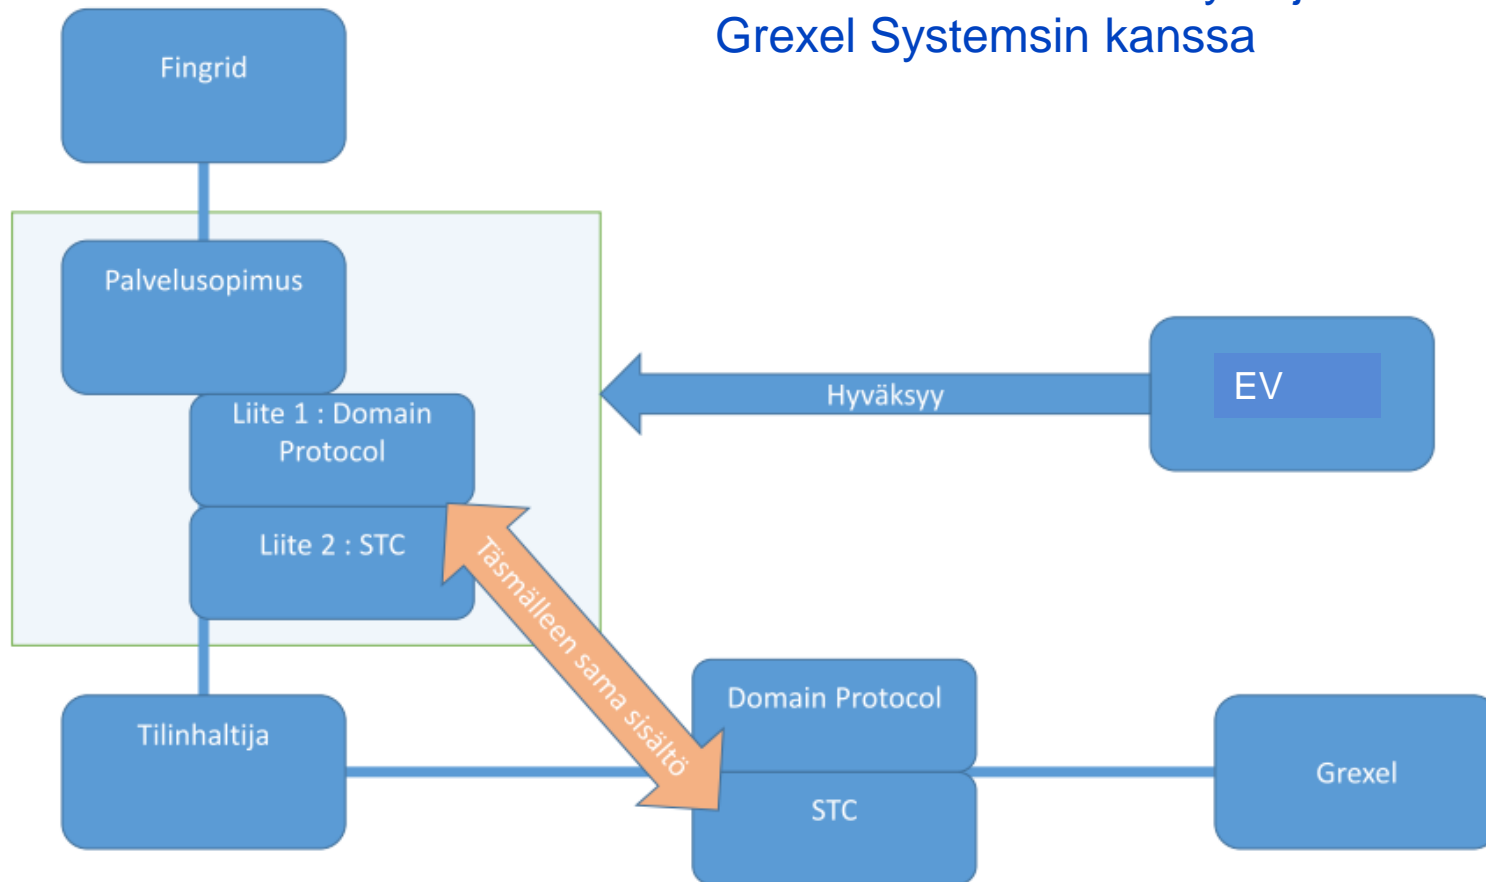 Grexel Systemsin kanssa
Fingrid
Palvelusopimus
Liite 1 : Domain
Protocol
Liite 2 : STC
Hyväksyy
EV
Täsmälleen sama sisältö
Tilinhaltija
Domain Protocol
STC
Grexel